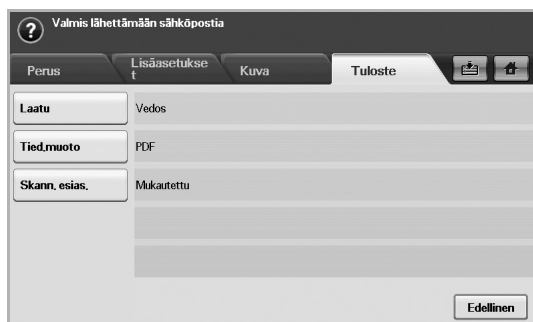 Valmis lähettämään sähköpostia
Perus
Lisäasetukse
t
Kuva
Tuloste
Laatu
Vedos
Tied.muoto
PDF
Skann. esias.
Mukautettu
Edellinen